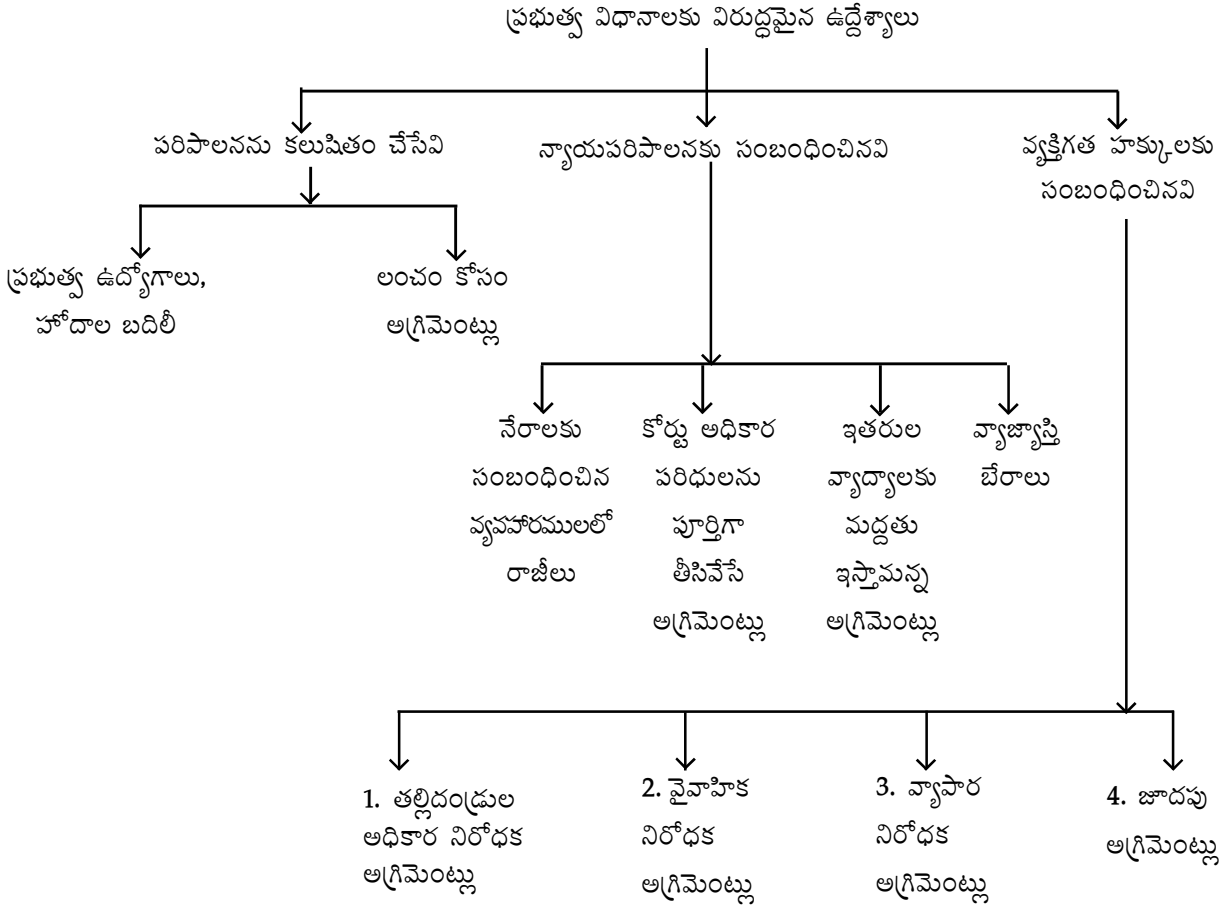 ప్రభుత్వ విధానాలకు విరుద్ధమైన ఉద్దేశ్యాలు
పరిపాలనను కలుషితం చేసేవి
న్యాయపరిపాలనకు సంబంధించినవి
వ్యక్తిగత హక్కులకు
సంబంధించినవి
ప్రభుత్వ ఉద్యోగాలు,
హోదాల బదిలీ
లంచం కోసం
అగ్రిమెంట్లు
నేరాలకు
సంబంధించిన
వ్యవహారములలో
రాజీలు
కోర్టు అధికార
పరిధులను
పూర్తిగా
తీసివేసే
అగ్రిమెంట్లు
ఇతరుల
వ్యాద్యాలకు
మద్దతు
ఇస్తామన్న
అగ్రిమెంట్లు
వ్యాజ్యాస్తి
బేరాలు
1. తల్లిదండ్రుల
అధికార నిరోధక
అగ్రిమెంట్లు
2. వైవాహిక
నిరోధక
అగ్రిమెంట్లు
3. వ్యాపార
నిరోధక
అగ్రిమెంట్లు
4. జూదపు
అగ్రిమెంట్లు